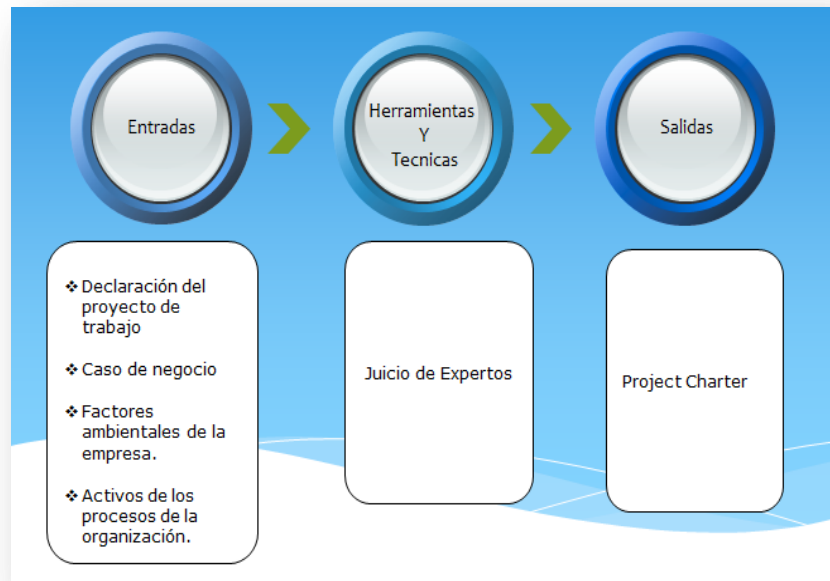 Entradas
Herramientas
Y
Tecnicas
Salidas
❖ Declaración del
proyecto de
trabajo
❖ Caso de negocio
❖ Factores
ambientales de la
empresa.
❖ Activos de los
procesos de la
organización.
Juicio de Expertos
Project Charter